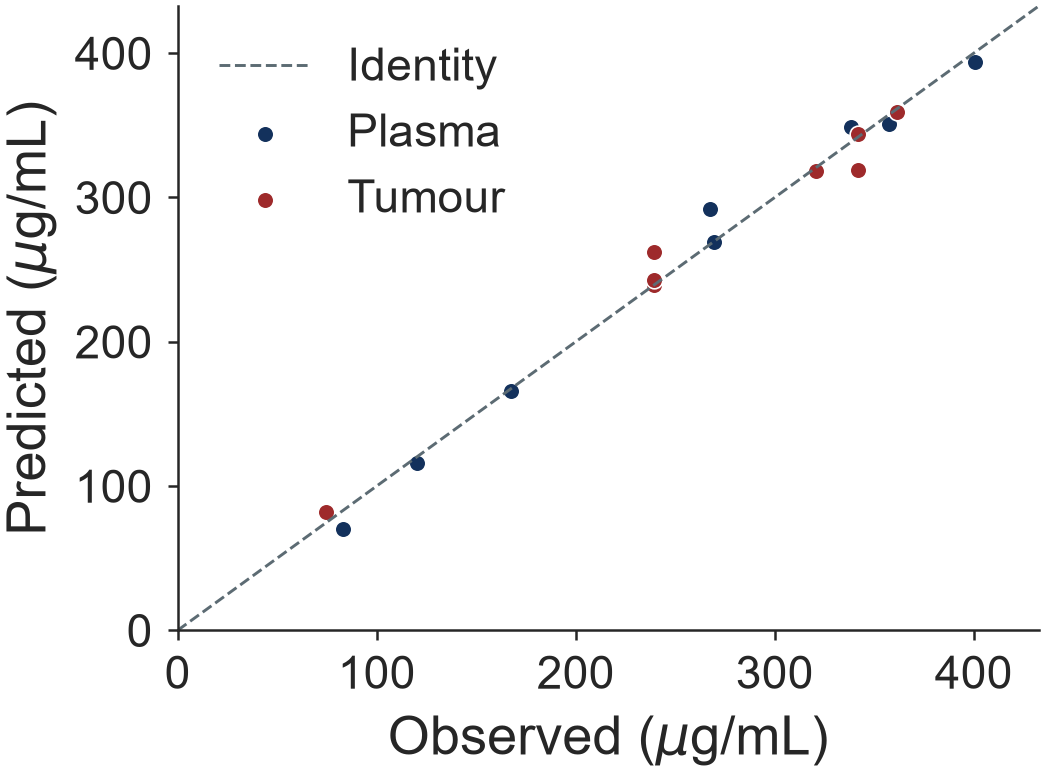 Identity
Plasma
Tumour
Predicted (μg/mL)
400
300
200
100
0
0 100 200 300 400
Observed (μg/mL)